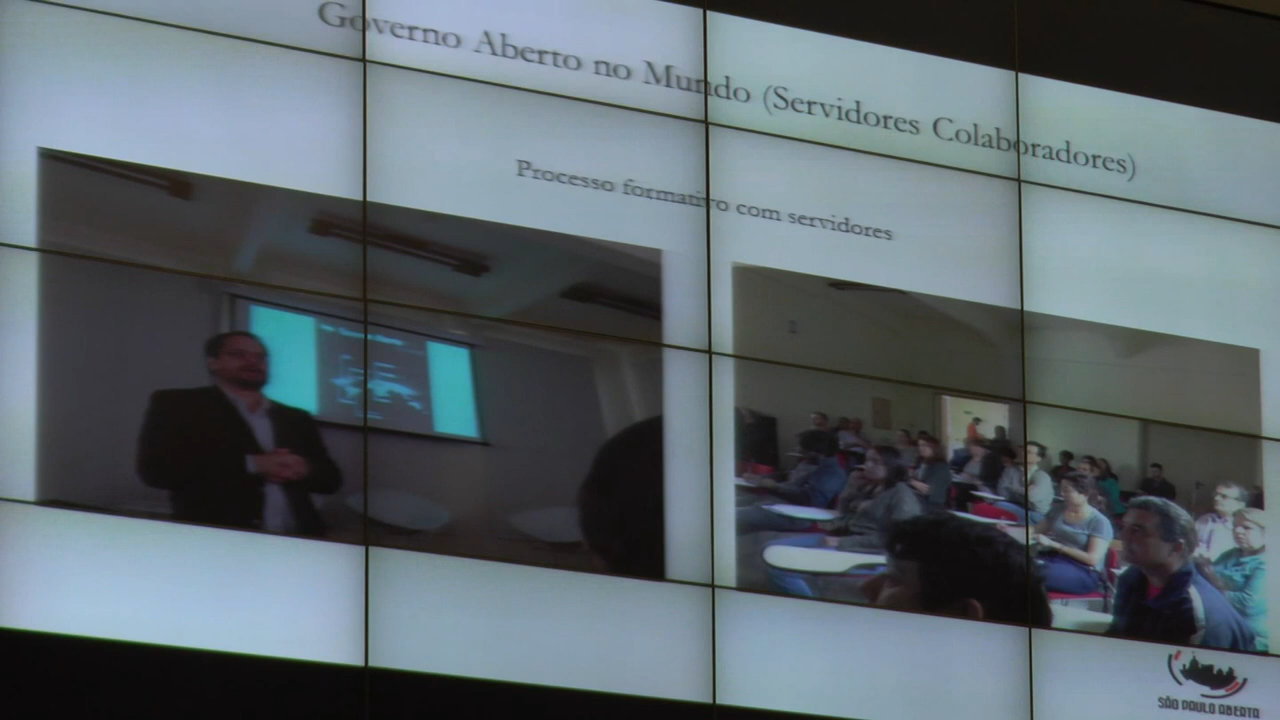 Governo Aberto no Mundo (Servidores Colaboradores)
Processo formativo com servidores
SÃO PAULO ABERTA